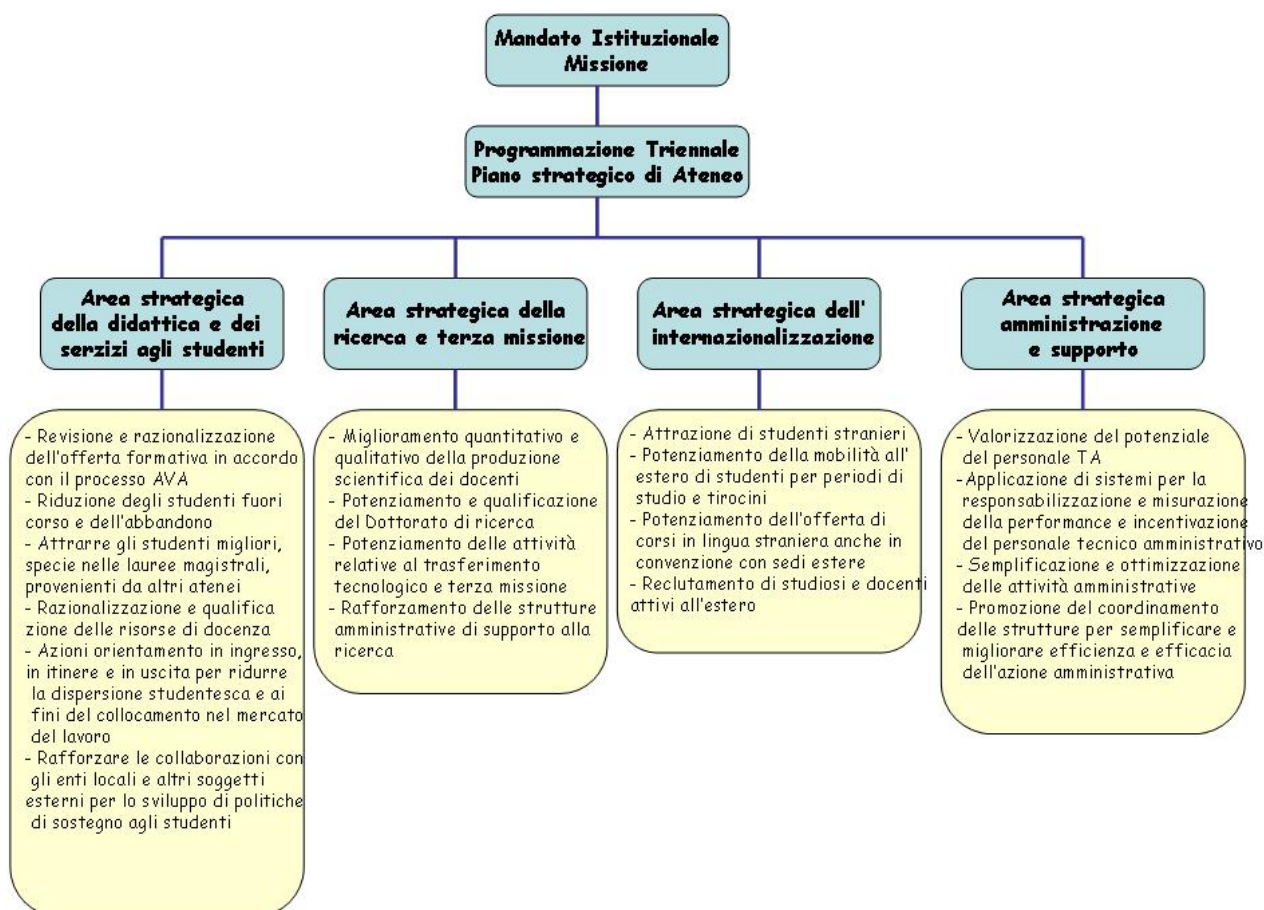 Mandato Istituzionale
Missione
Programmazione Triennale
Piano strategico di Ateneo
Area strategica
della didattica e dei
serzizi agli studenti
Area strategica della
ricerca e terza missione
Area strategica dell'
internazionalizzazione
Area strategica
amministrazione
e supporto
- Revisione e razionalizzazione
dell'offerta formativa in accordo
con il processo AVA
- Riduzione degli studenti fuori
corso e dell'abbandono
- Attrarre gli studenti migliori,
specie nelle lauree magistrali,
provenienti da altri atenei
- Razionalizzazione e qualifica
zione delle risorse di docenza
- Azioni orientamento in ingresso,
in itinere e in uscita per ridurre
la dispersione studentesca e ai
fini del collocamento nel mercato
del lavoro
- Rafforzare le collaborazioni con
gli enti locali e altri soggetti
esterni per lo sviluppo di politiche
di sostegno agli studenti
- Miglioramento quantitativo e
qualitativo della produzione
scientifica dei docenti
- Potenziamento e qualificazione
del Dottorato di ricerca
- Potenziamento delle attività
relative al trasferimento
tecnologico e terza missione
- Rafforzamento delle strutture
amministrative di supporto alla
ricerca
- Attrazione di studenti stranieri
- Potenziamento della mobilità all'
estero di studenti per periodi di
studio e tirocini
- Potenziamento dell'offerta di
corsi in lingua straniera anche in
convenzione con sedi estere
- Reclutamento di studiosi e docenti
attivi all'estero
- Valorizzazione del potenziale
del personale TA
-Applicazione di sistemi per la
responsabilizzazione e misurazione
della performance e incentivazione
del personale tecnico amministrativo
- Semplificazione e ottimizzazione
delle attività amministrative
- Promozione del coordinamento
delle strutture per semplificare e
migliorare efficienza e efficacia
dell'azione amministrativa